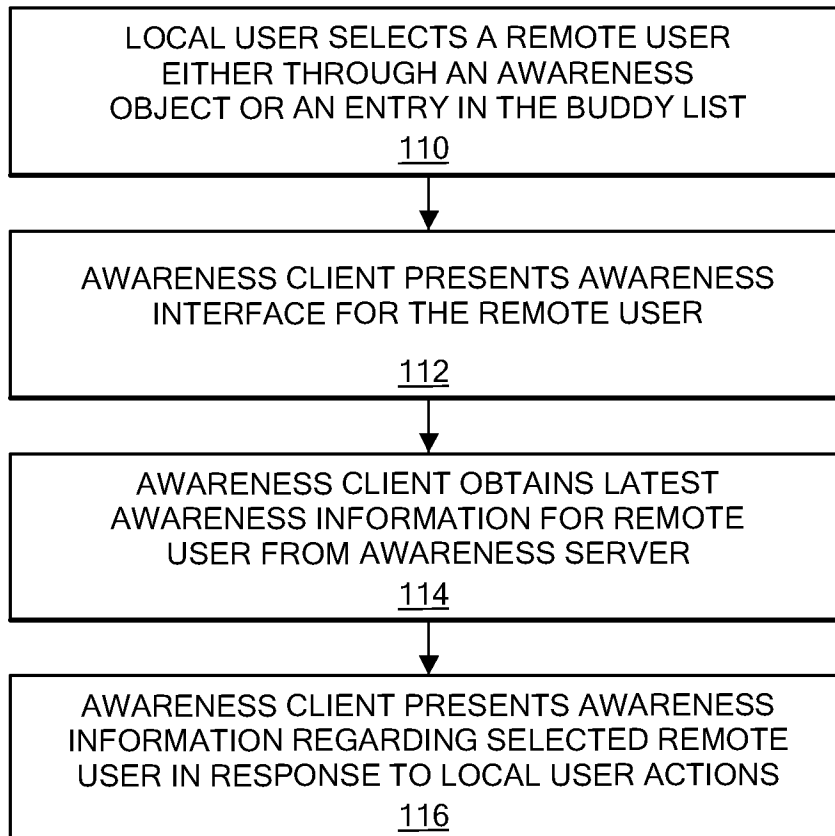 LOCAL USER SELECTS A REMOTE USER
EITHER THROUGH AN AWARENESS
OBJECT OR AN ENTRY IN THE BUDDY LIST
110
AWARENESS CLIENT PRESENTS AWARENESS
INTERFACE FOR THE REMOTE USER
112
AWARENESS CLIENT OBTAINS LATEST
AWARENESS INFORMATION FOR REMOTE
USER FROM AWARENESS SERVER
114
AWARENESS CLIENT PRESENTS AWARENESS
INFORMATION REGARDING SELECTED REMOTE
USER IN RESPONSE TO LOCAL USER ACTIONS
116